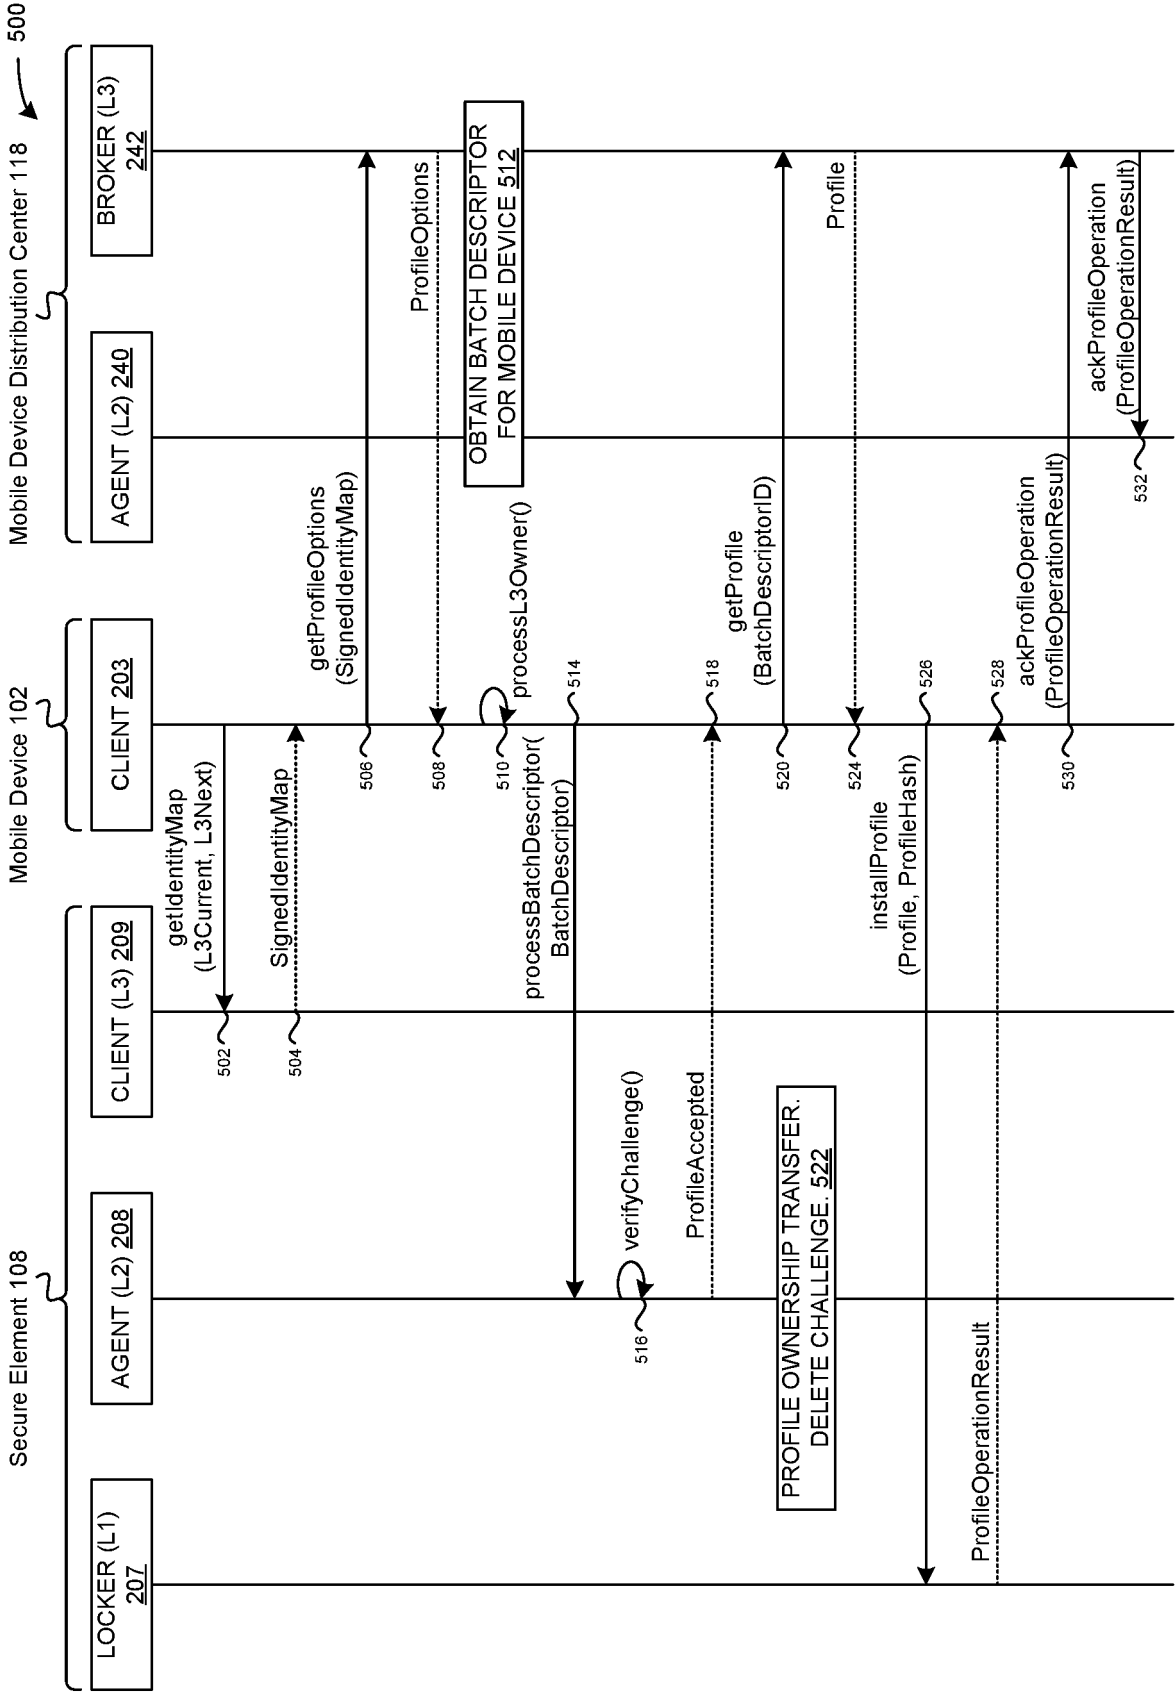 Secure Element 108
Mobile Device 102
Mobile Device Distribution Center 118
500
LOCKER (L1)
207
AGENT (L2) 208
CLIENT (L3) 209
CLIENT 203
AGENT (L2) 240
BROKER (L3)
242
getIdentityMap
(L3Current, L3Next)
502
SignedIdentityMap
504
getProfileOptions
(SignedIdentityMap)
506
ProfileOptions
508
processL3Owner()
510
OBTAIN BATCH DESCRIPTOR
FOR MOBILE DEVICE 512
processBatchDescriptor(
BatchDescriptor)
514
verifyChallenge()
516
ProfileAccepted
518
getProfile
(BatchDescriptorID)
520
PROFILE OWNERSHIP TRANSFER.
DELETE CHALLENGE. 522
Profile
524
installProfile
(Profile, ProfileHash)
526
ProfileOperationResult
528
ackProfileOperation
(ProfileOperationResult)
530
ackProfileOperation
(ProfileOperationResult)
532